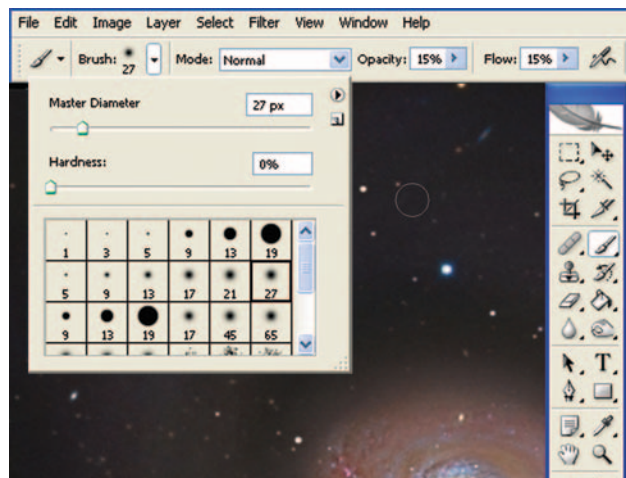 File Edit Image Layer Select Filter View Window Help
Brush: 27 Mode: Normal Opacity: 15% Flow: 15%
Master Diameter 27 px
Hardness: 0%
1 3 5 9 13 19
5 9 13 17 21 27
9 13 19 17 45 65
T